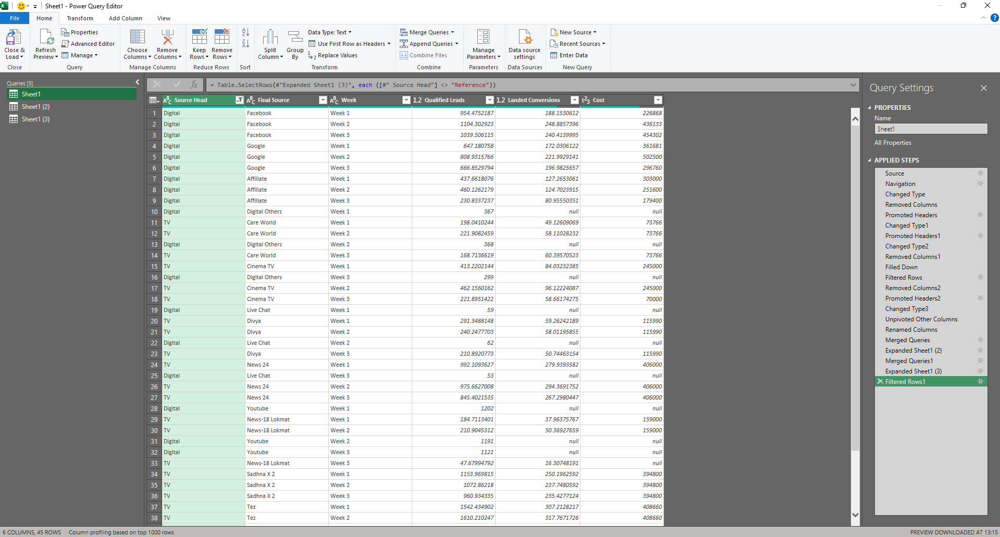 Sheet1 - Power Query Editor
File Home Transform Add Column View
Close & Load
Close
Refresh Preview
Properties
Advanced Editor
Manage
Query
Choose Columns
Remove Columns
Manage Columns
Keep Rows
Remove Rows
Reduce Rows
Sort
Split Column
Group By
Data Type: Text
Use First Row as Headers
Replace Values
Transform
Merge Queries
Append Queries
Combine Files
Combine
Manage Parameters
Parameters
Data source settings
Data Sources
New Source
Recent Sources
Enter Data
New Query
Queries [3]
Sheet1
Sheet1 (2)
Sheet1 (3)
fx = Table.SelectRows(#"Expanded Sheet1 (3)", each ([#" Source Head"] <> "Reference"))
ABC Source Head ABC Final Source ABC Week 1.2 Qualified Leads 1.2 Landed Conversions 123 Cost
1 Digital Facebook Week 1 954.4752187 188.1530612 226868
2 Digital Facebook Week 2 1104.302923 248.8857396 436133
3 Digital Facebook Week 3 1039.506115 240.4139995 454302
4 Digital Google Week 1 647.180758 172.0306122 361681
5 Digital Google Week 2 808.9315766 221.9929141 502500
6 Digital Google Week 3 666.8529794 196.9825657 296760
7 Digital Affiliate Week 1 437.6618076 127.2653061 303000
8 Digital Affiliate Week 2 460.1262179 124.7023915 251600
9 Digital Affiliate Week 3 230.8337237 80.95550351 179400
10 Digital Digital Others Week 1 367 null null
11 TV Care World Week 1 198.0410244 49.12609069 73766
12 TV Care World Week 2 221.9082459 58.11028232 73766
13 Digital Digital Others Week 2 368 null null
14 TV Care World Week 3 168.7136619 60.39570523 73766
15 TV Cinema TV Week 1 413.2202144 84.03232385 245000
16 Digital Digital Others Week 3 299 null null
17 TV Cinema TV Week 2 462.1560162 96.12224087 245000
18 TV Cinema TV Week 3 221.8951422 58.66174275 70000
19 Digital Live Chat Week 1 59 null null
20 TV Divya Week 1 291.3488148 59.26242189 115990
21 TV Divya Week 2 240.2477703 58.01195855 115990
22 Digital Live Chat Week 2 62 null null
23 TV Divya Week 3 210.8920773 50.74463154 115990
24 TV News 24 Week 1 992.1093627 279.9393582 406000
25 Digital Live Chat Week 3 53 null null
26 TV News 24 Week 2 975.6627008 294.3691752 406000
27 TV News 24 Week 3 845.4021535 267.2980447 406000
28 Digital Youtube Week 1 1202 null null
29 TV News-18 Lokmat Week 1 184.7113401 37.96375767 159000
30 TV News-18 Lokmat Week 2 210.9045312 50.36927659 159000
31 Digital Youtube Week 2 1191 null null
32 Digital Youtube Week 3 1121 null null
33 TV News-18 Lokmat Week 3 47.67994792 16.30748191 null
34 TV Sadhna X 2 Week 1 1153.969815 250.1962592 394800
35 TV Sadhna X 2 Week 2 1072.86218 237.7480592 394800
36 TV Sadhna X 2 Week 3 960.934335 235.4277124 394800
37 TV Tez Week 1 1542.434902 307.2128217 408660
38 TV Tez Week 2 1610.210247 317.7671726 408660
Query Settings
PROPERTIES
Name
Sheet1
All Properties
APPLIED STEPS
Source
Navigation
Changed Type
Removed Columns
Promoted Headers
Changed Type1
Promoted Headers1
Changed Type2
Removed Columns1
Filled Down
Filtered Rows
Removed Columns2
Promoted Headers2
Changed Type3
Unpivoted Other Columns
Renamed Columns
Merged Queries
Expanded Sheet1 (2)
Merged Queries1
Expanded Sheet1 (3)
Filtered Rows1
6 COLUMNS, 45 ROWS Column profiling based on top 1000 rows
PREVIEW DOWNLOADED AT 13:15